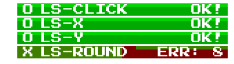 O LS-CLICK OK!
O LS-X OK!
O LS-Y OK!
X LS-ROUND ERR: 8